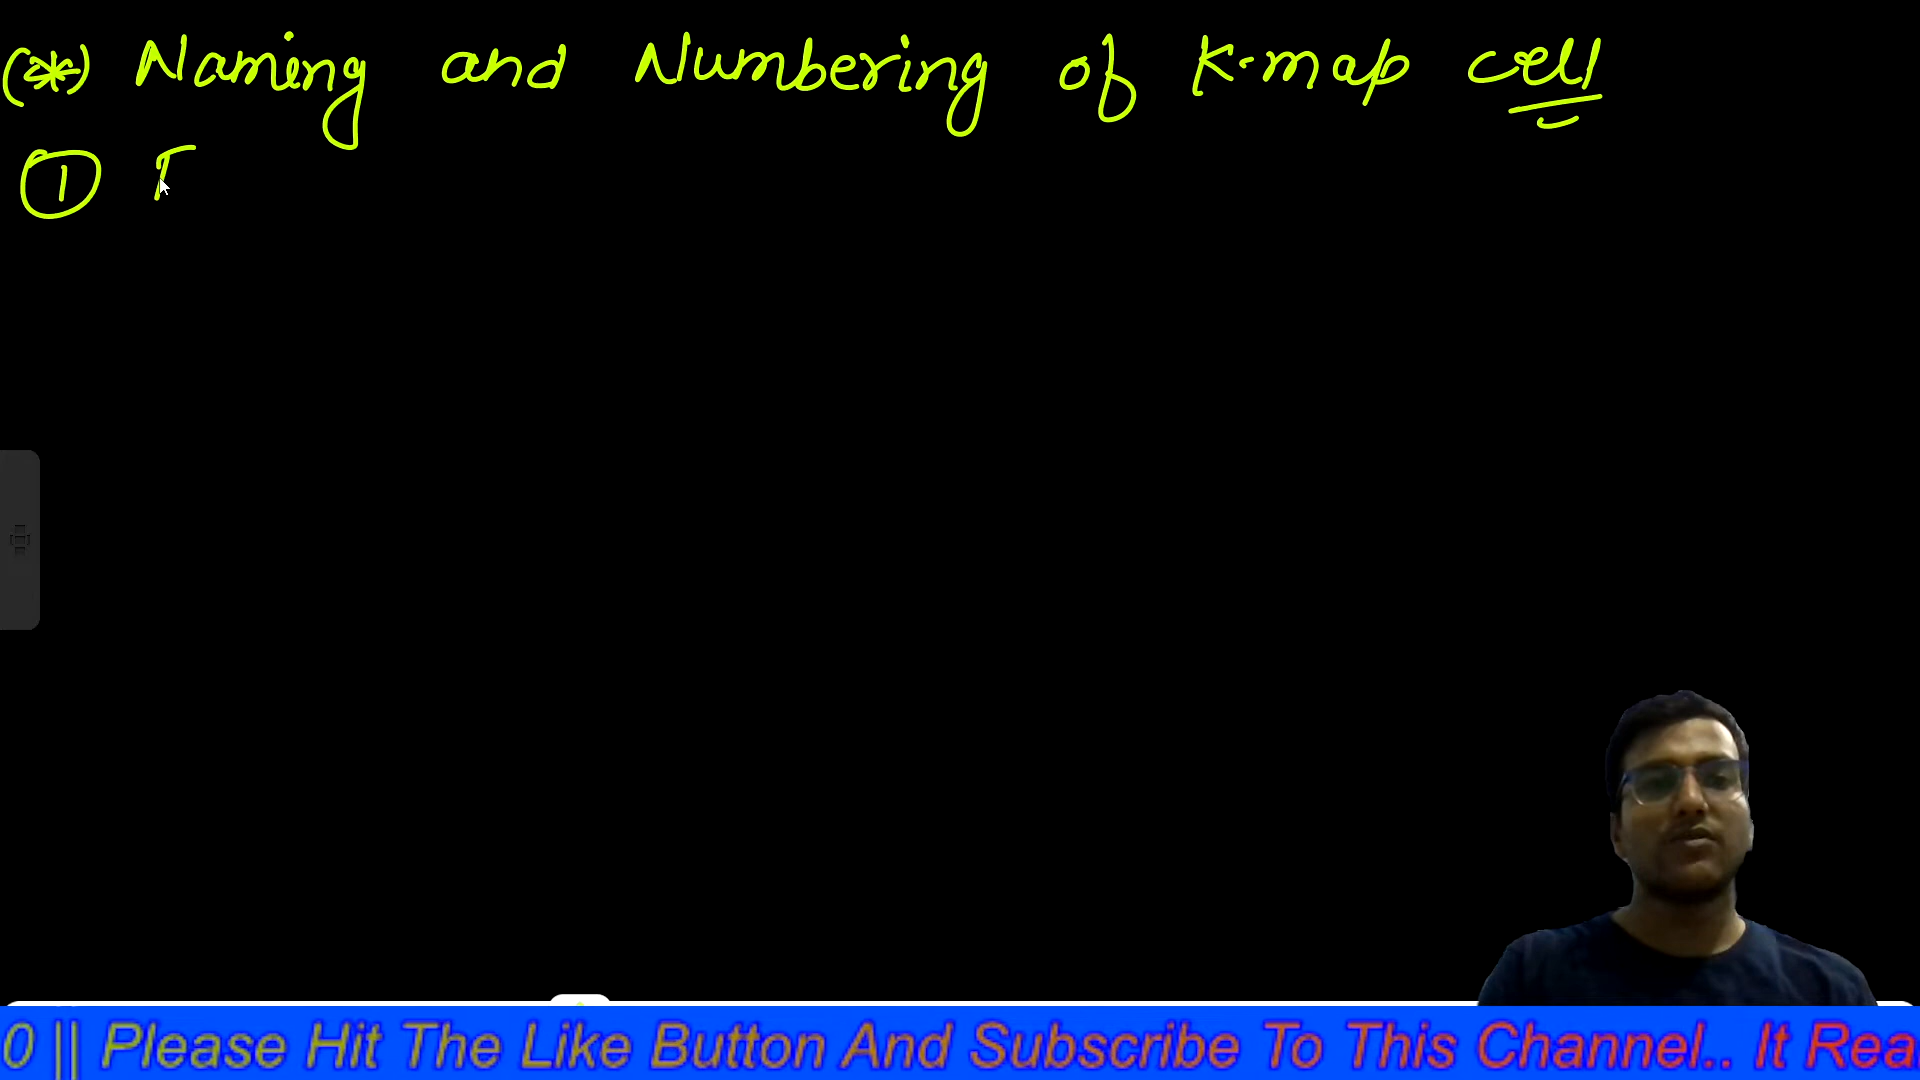 (*) Naming and Numbering of K-map cell
①
0 || Please Hit The Like Button And Subscribe To This Channel.. It Rea